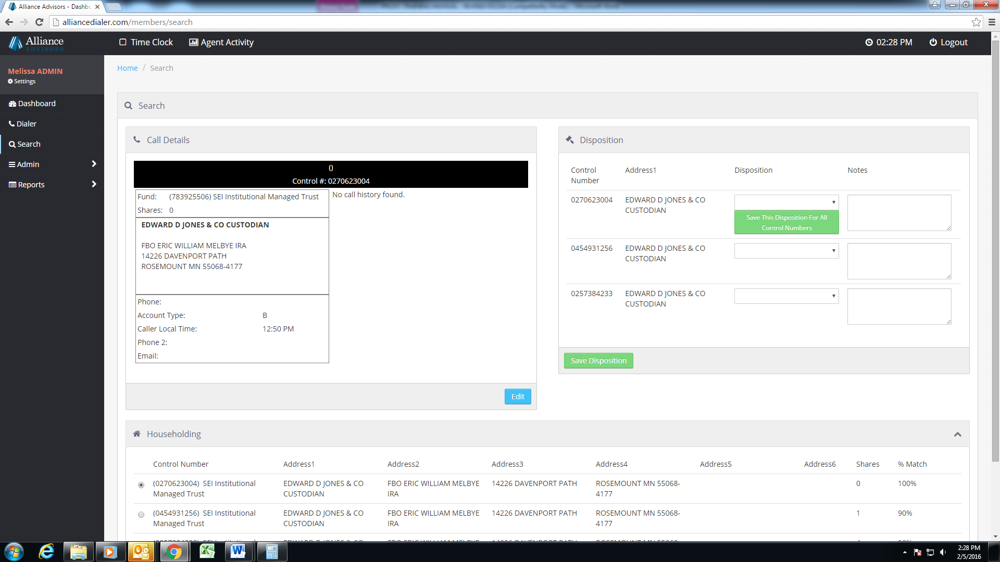 Alliance Advisors - Dashbo
alliancedialer.com/members/search
Alliance
ADVISORS
Time Clock
Agent Activity
02:28 PM
Logout
Melissa ADMIN
Settings
Dashboard
Dialer
Search
Admin
Reports
Home / Search
Search
Call Details
()
Control #: 0270623004
Fund: (783925506) SEI Institutional Managed Trust
Shares: 0
No call history found.
EDWARD D JONES & CO CUSTODIAN
FBO ERIC WILLIAM MELBYE IRA
14226 DAVENPORT PATH
ROSEMOUNT MN 55068-4177
Phone:
Account Type: B
Caller Local Time: 12:50 PM
Phone 2:
Email:
Edit
Disposition
Control Address1 Disposition Notes
Number
0270623004 EDWARD D JONES & CO
CUSTODIAN
Save This Disposition For All
Control Numbers
0454931256 EDWARD D JONES & CO
CUSTODIAN
0257384233 EDWARD D JONES & CO
CUSTODIAN
Save Disposition
Householding
Control Number Address1 Address2 Address3 Address4 Address5 Address6 Shares % Match
(0270623004) SEI Institutional EDWARD D JONES & CO FBO ERIC WILLIAM MELBYE 14226 DAVENPORT PATH ROSEMOUNT MN 55068- 0 100%
Managed Trust CUSTODIAN IRA 4177
(0454931256) SEI Institutional EDWARD D JONES & CO FBO ERIC WILLIAM MELBYE 14226 DAVENPORT PATH ROSEMOUNT MN 55068- 1 90%
Managed Trust CUSTODIAN IRA 4177
2:28 PM
2/5/2016